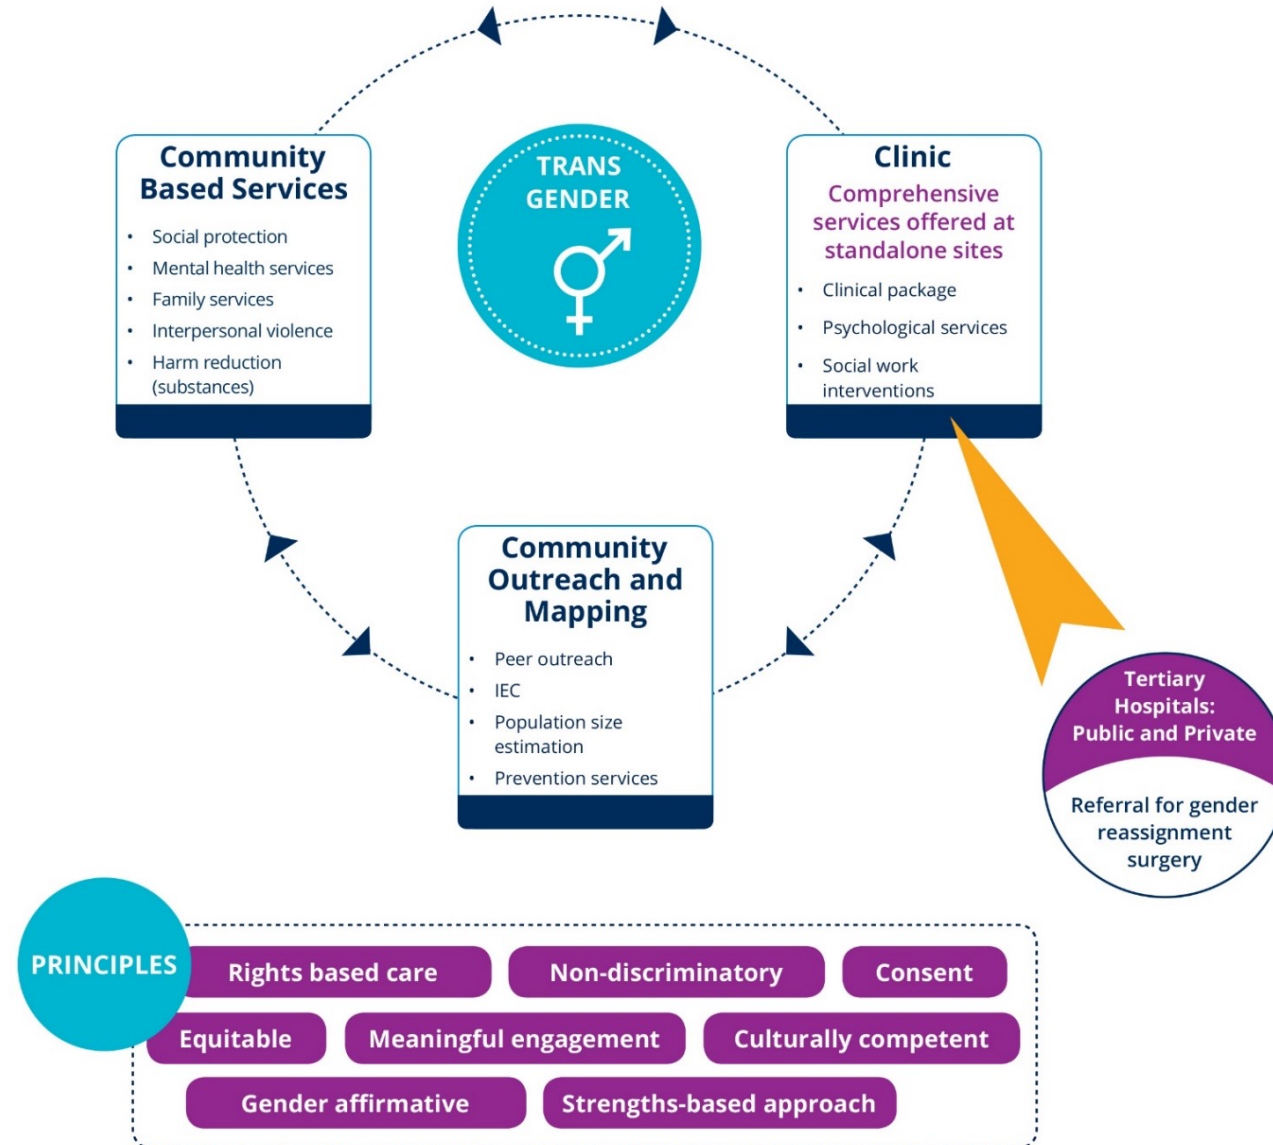 Community
Based Services
• Social protection
• Mental health services
• Family services
• Interpersonal violence
• Harm reduction
(substances)
TRANS
GENDER
Clinic
Comprehensive
services offered at
standalone sites
• Clinical package
• Psychological services
• Social work
interventions
Community
Outreach and
Mapping
• Peer outreach
• IEC
• Population size
estimation
• Prevention services
Tertiary
Hospitals:
Public and Private
Referral for gender
reassignment
surgery
PRINCIPLES
Rights based care
Non-discriminatory
Consent
Equitable
Meaningful engagement
Culturally competent
Gender affirmative
Strengths-based approach